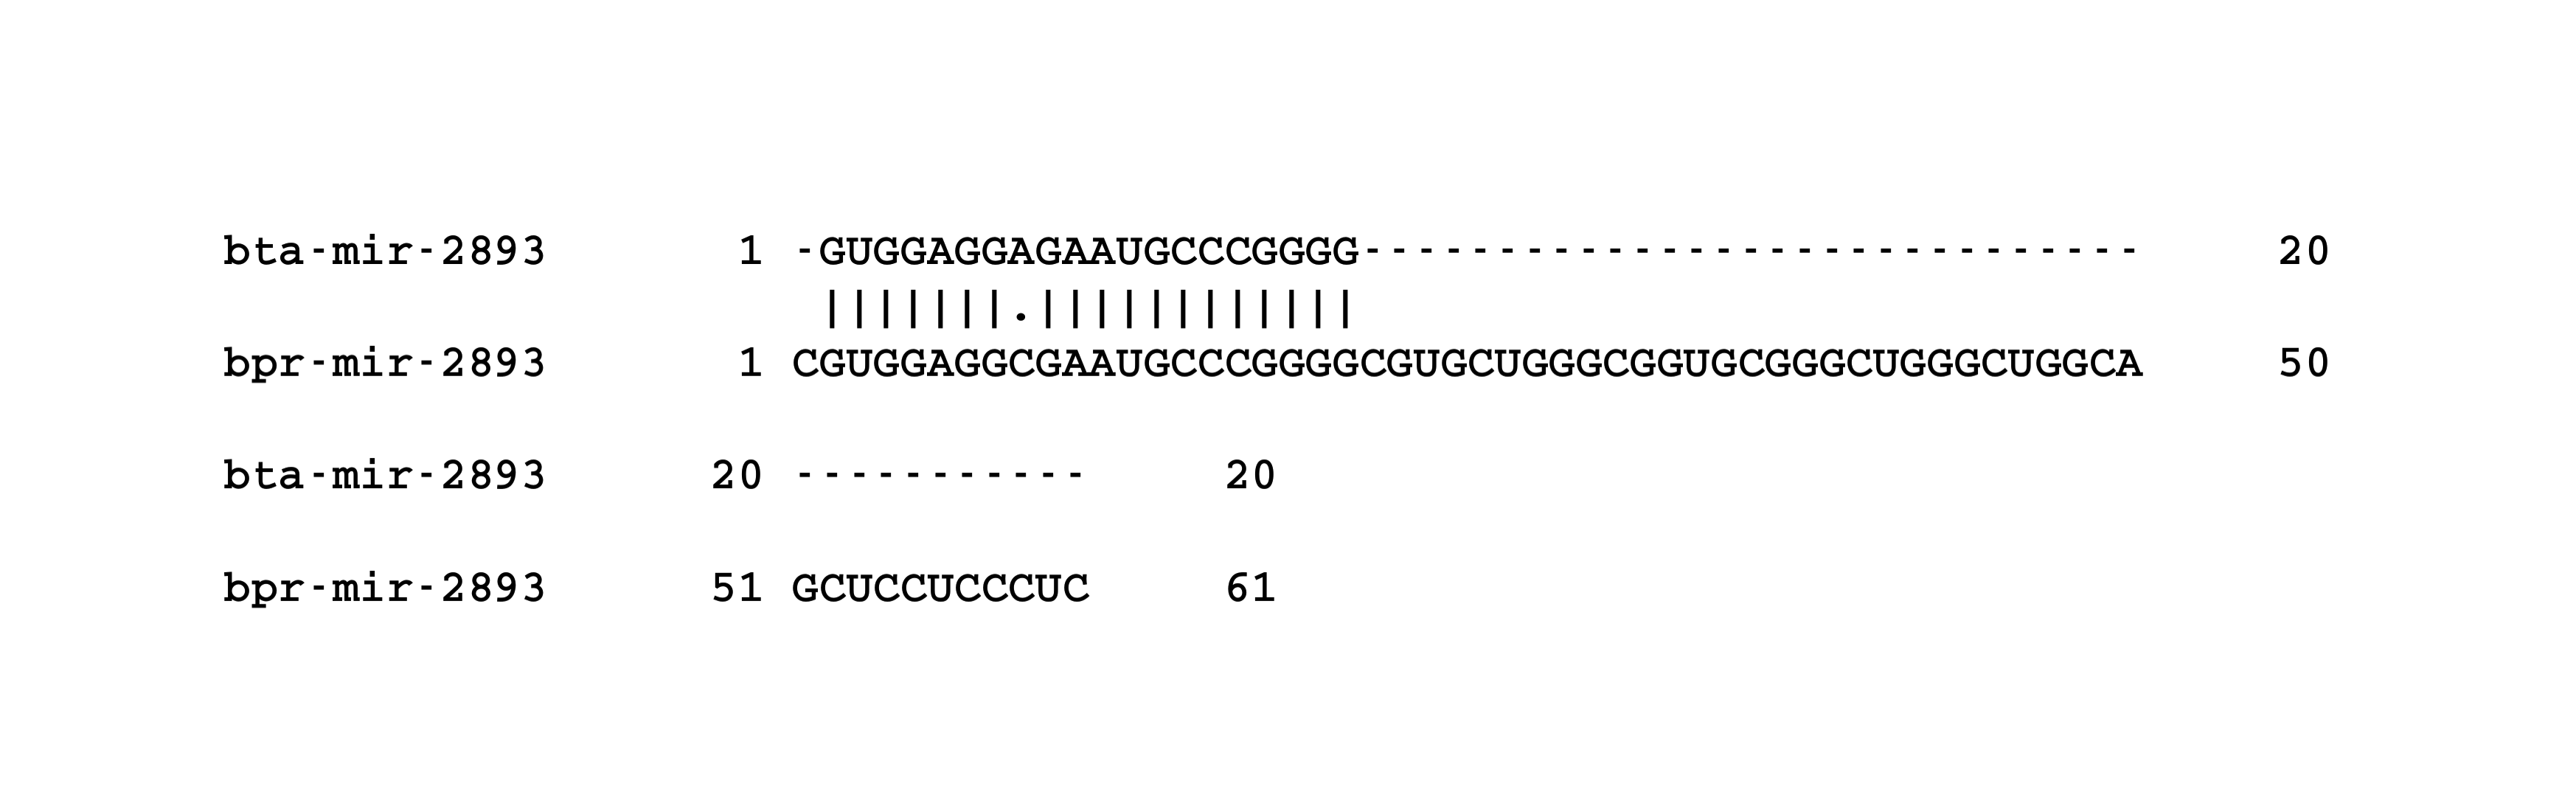 bta-mir-2893 1 -GUGGAGGAGAAUGCCCGGGG----------------------------- 20
|||||||.||||||||||||
bpr-mir-2893 1 CGUGGAGGCGAAUGCCCGGGGCGUGCUGGGCGGUGCGGGCUGGGCUGGCA 50
bta-mir-2893 20 ----------- 20
bpr-mir-2893 51 GCUCCUCCCUC 61